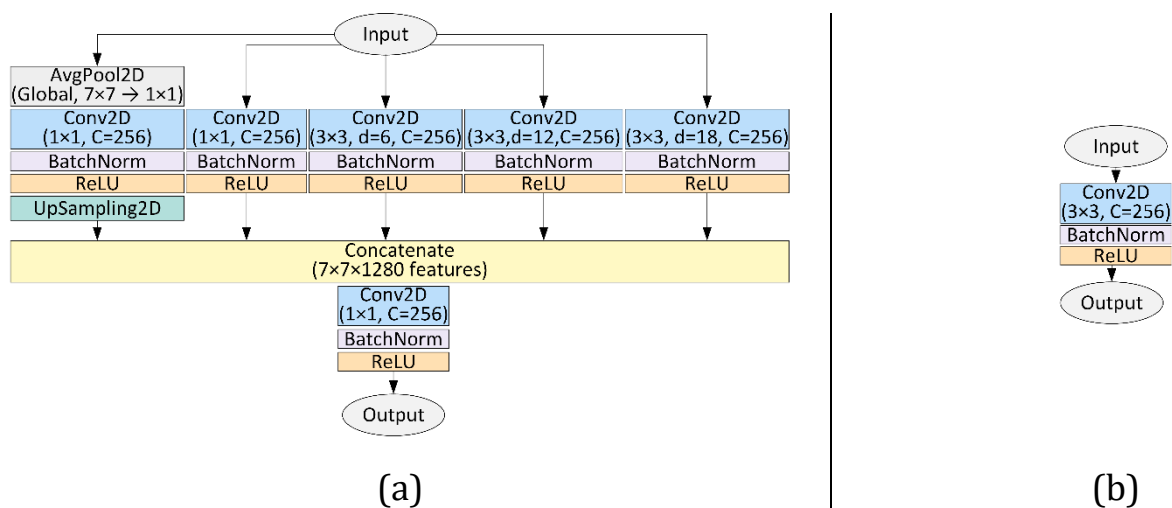 Input
AvgPool2D
(Global, 7×7 → 1×1)
Conv2D
(1×1, C=256)
BatchNorm
ReLU
UpSampling2D
Conv2D
(1×1, C=256)
BatchNorm
ReLU
Conv2D
(3×3, d=6, C=256)
BatchNorm
ReLU
Conv2D
(3×3,d=12,C=256)
BatchNorm
ReLU
Conv2D
(3×3, d=18, C=256)
BatchNorm
ReLU
Concatenate
(7×7×1280 features)
Conv2D
(1×1, C=256)
BatchNorm
ReLU
Output
(a)
Input
Conv2D
(3×3, C=256)
BatchNorm
ReLU
Output
(b)